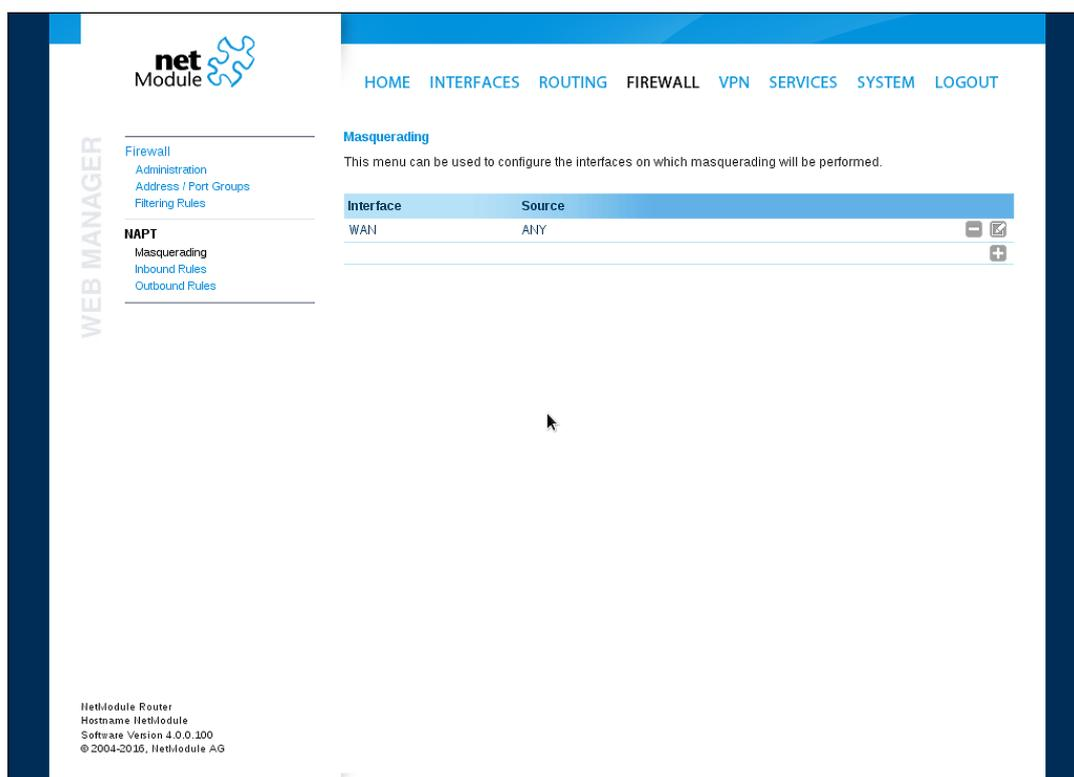 net
Module
HOME INTERFACES ROUTING FIREWALL VPN SERVICES SYSTEM LOGOUT
WEB MANAGER
Firewall
Administration
Address / Port Groups
Filtering Rules
NAPT
Masquerading
Inbound Rules
Outbound Rules
Masquerading
This menu can be used to configure the interfaces on which masquerading will be performed.
Interface Source
WAN ANY
NetModule Router
Hostname NetModule
Software Version 4.0.0.100
© 2004-2016, NetModule AG